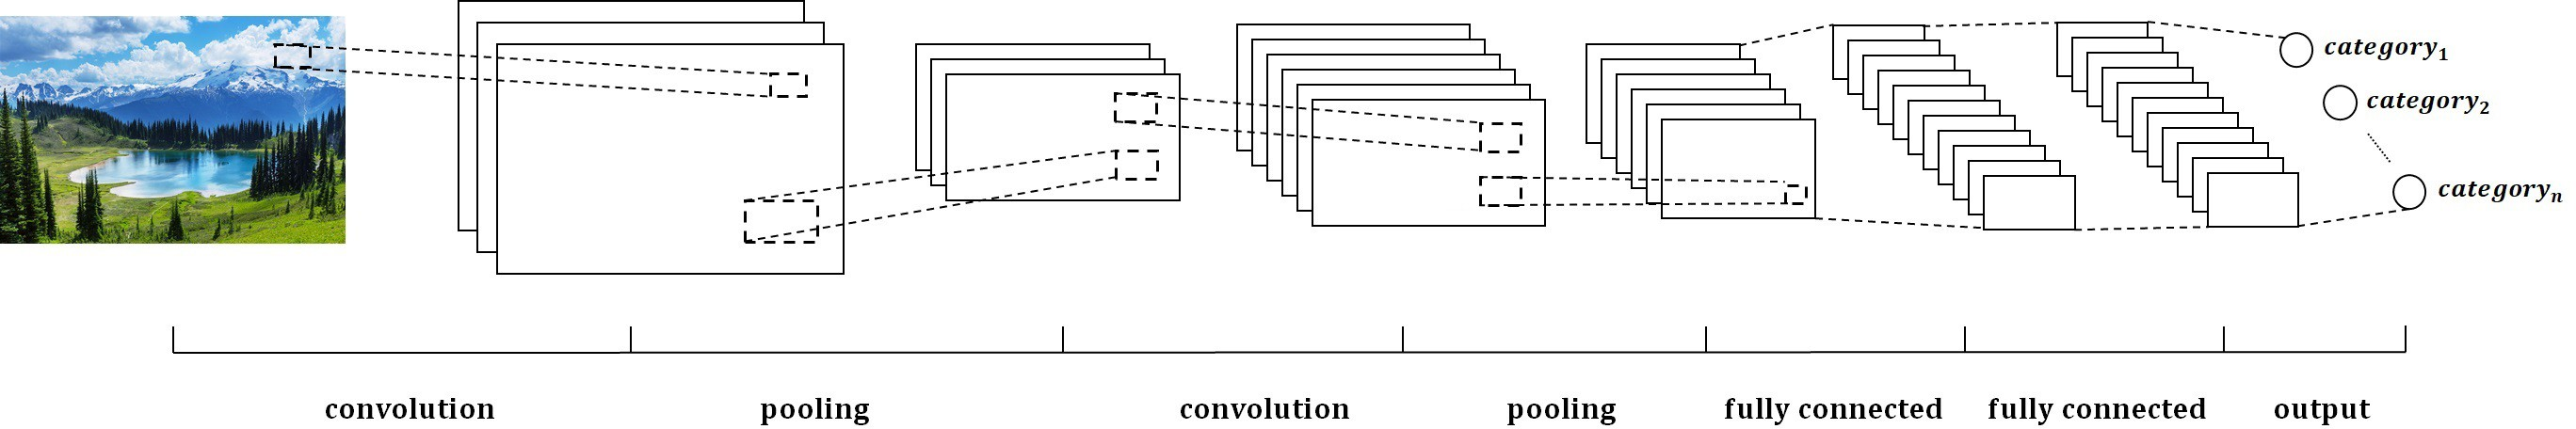 category₁
category₂
categoryₙ
convolution
pooling
convolution
pooling
fully connected
fully connected
output